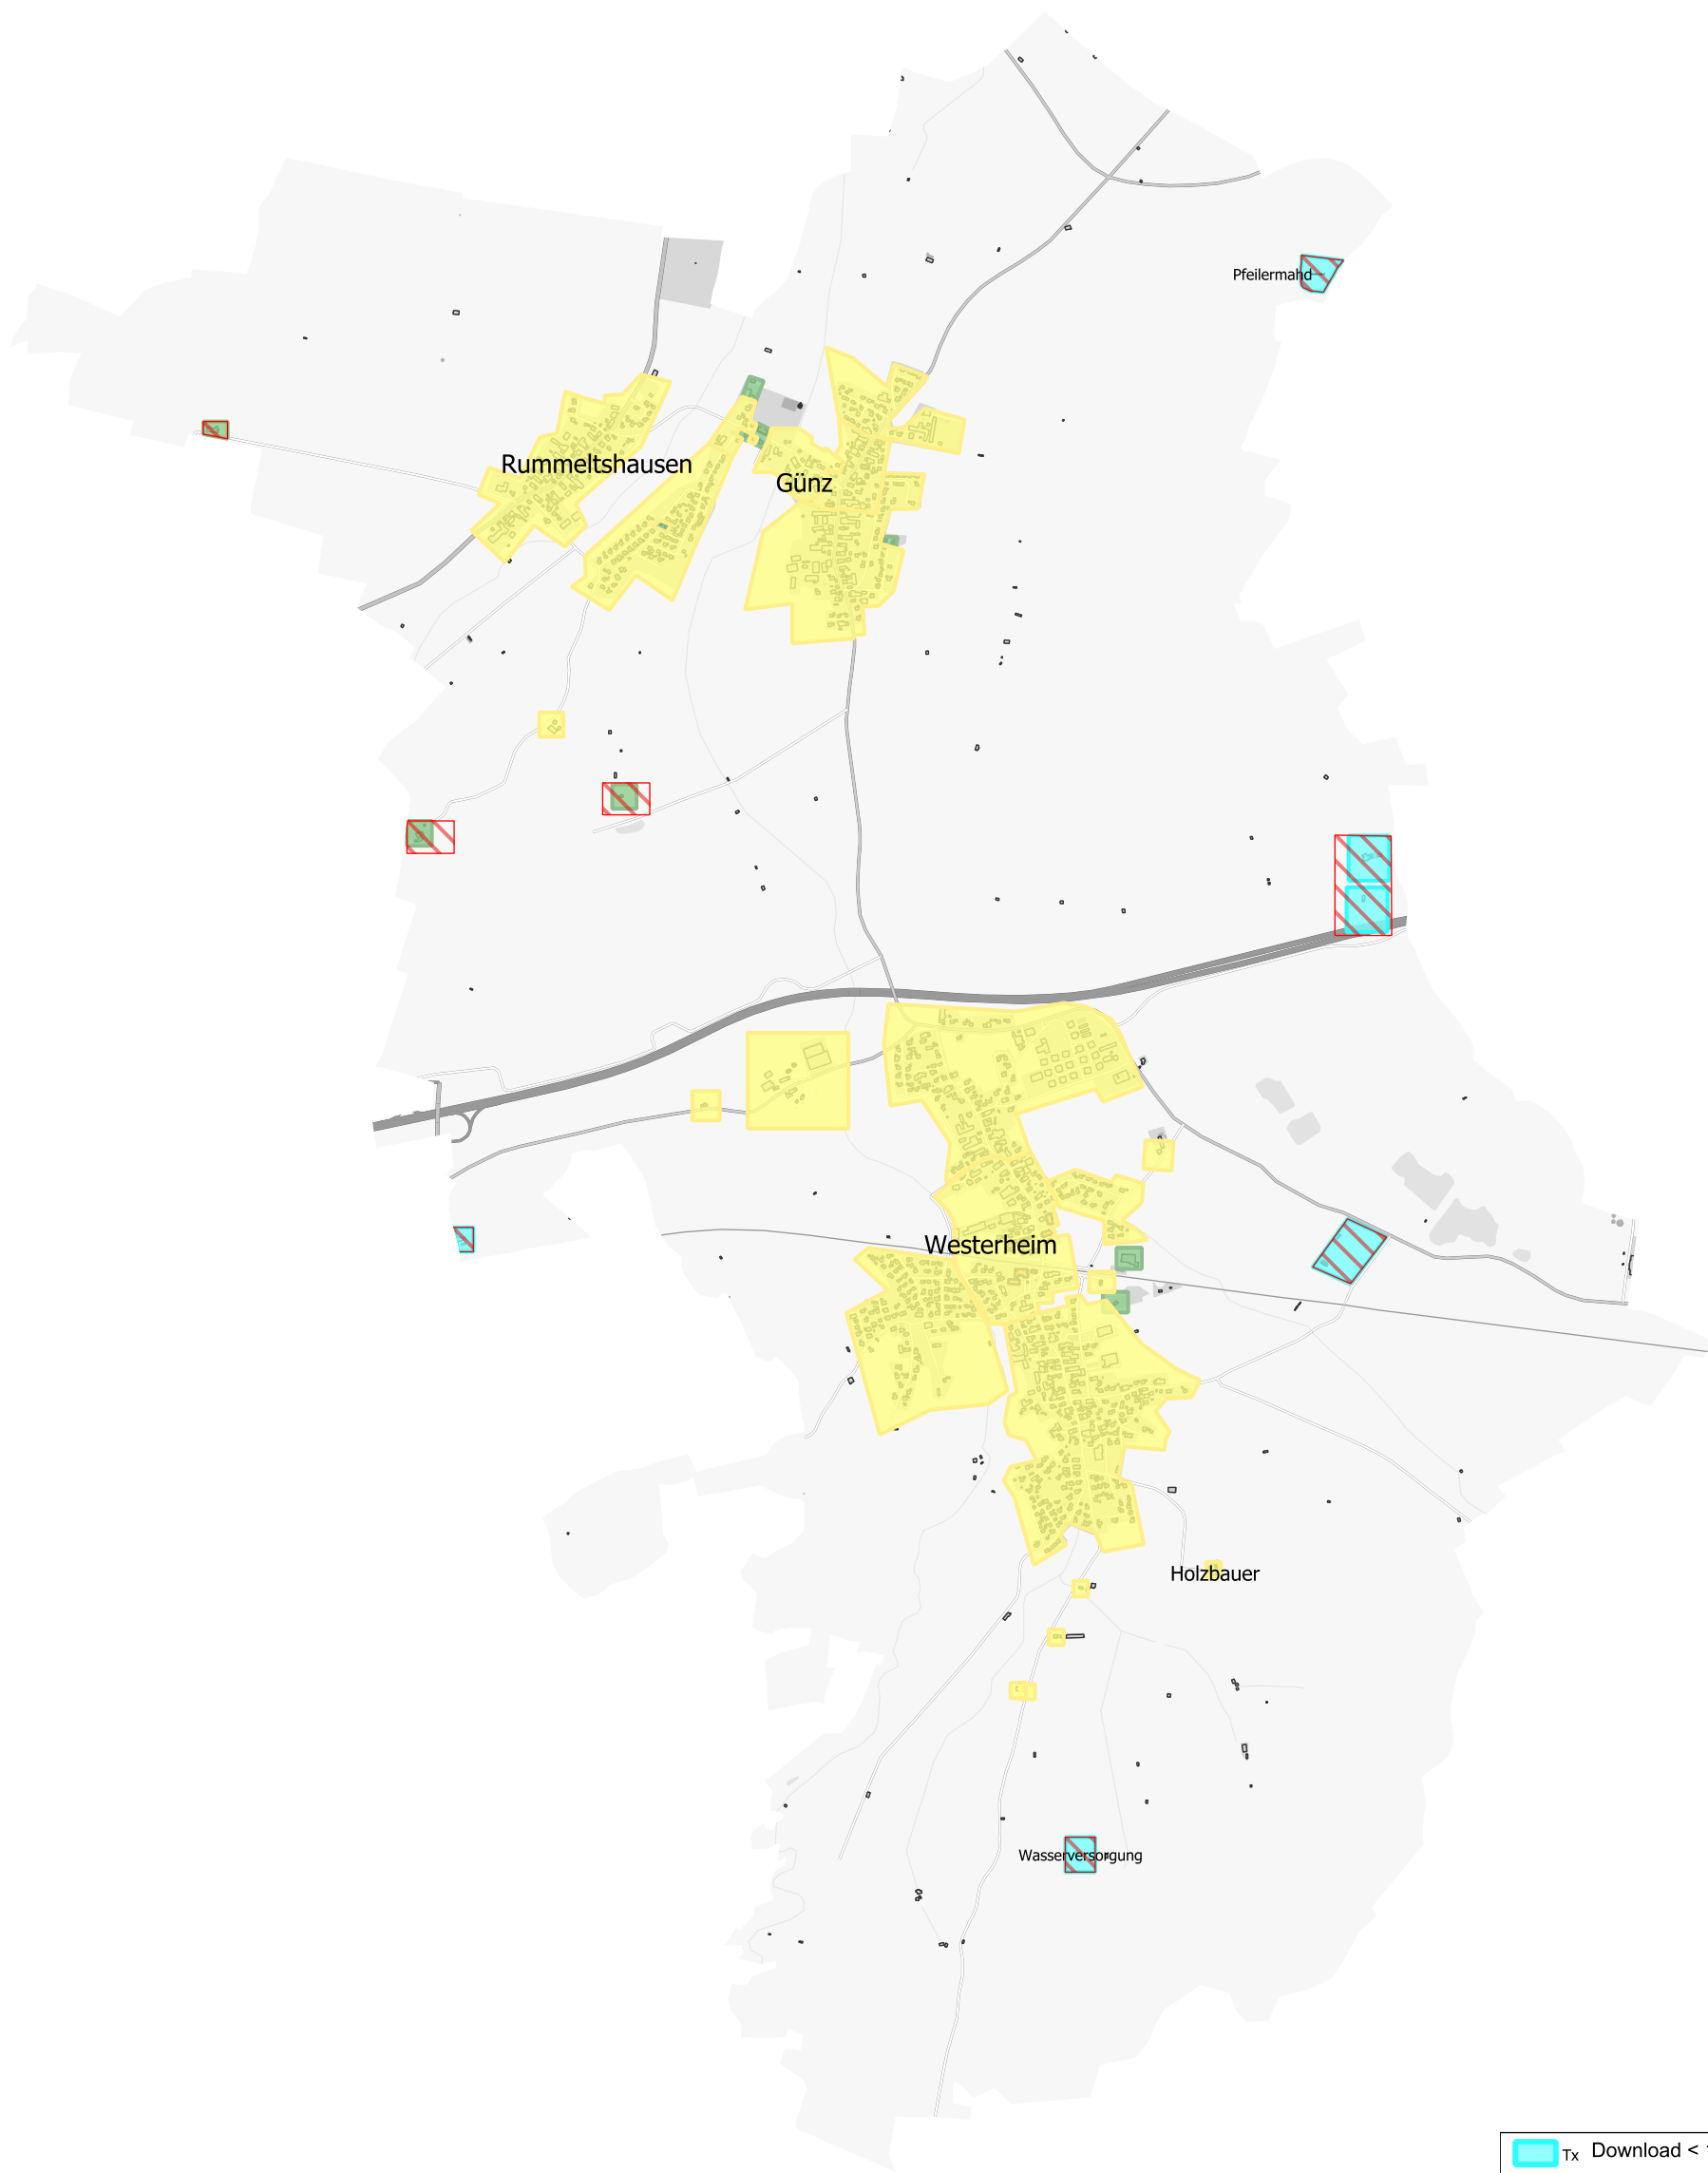 Pfeilermahd
Rummeltshausen
Günz
Westerheim
Holzbauer
Wasserversorgung
Tx Download <